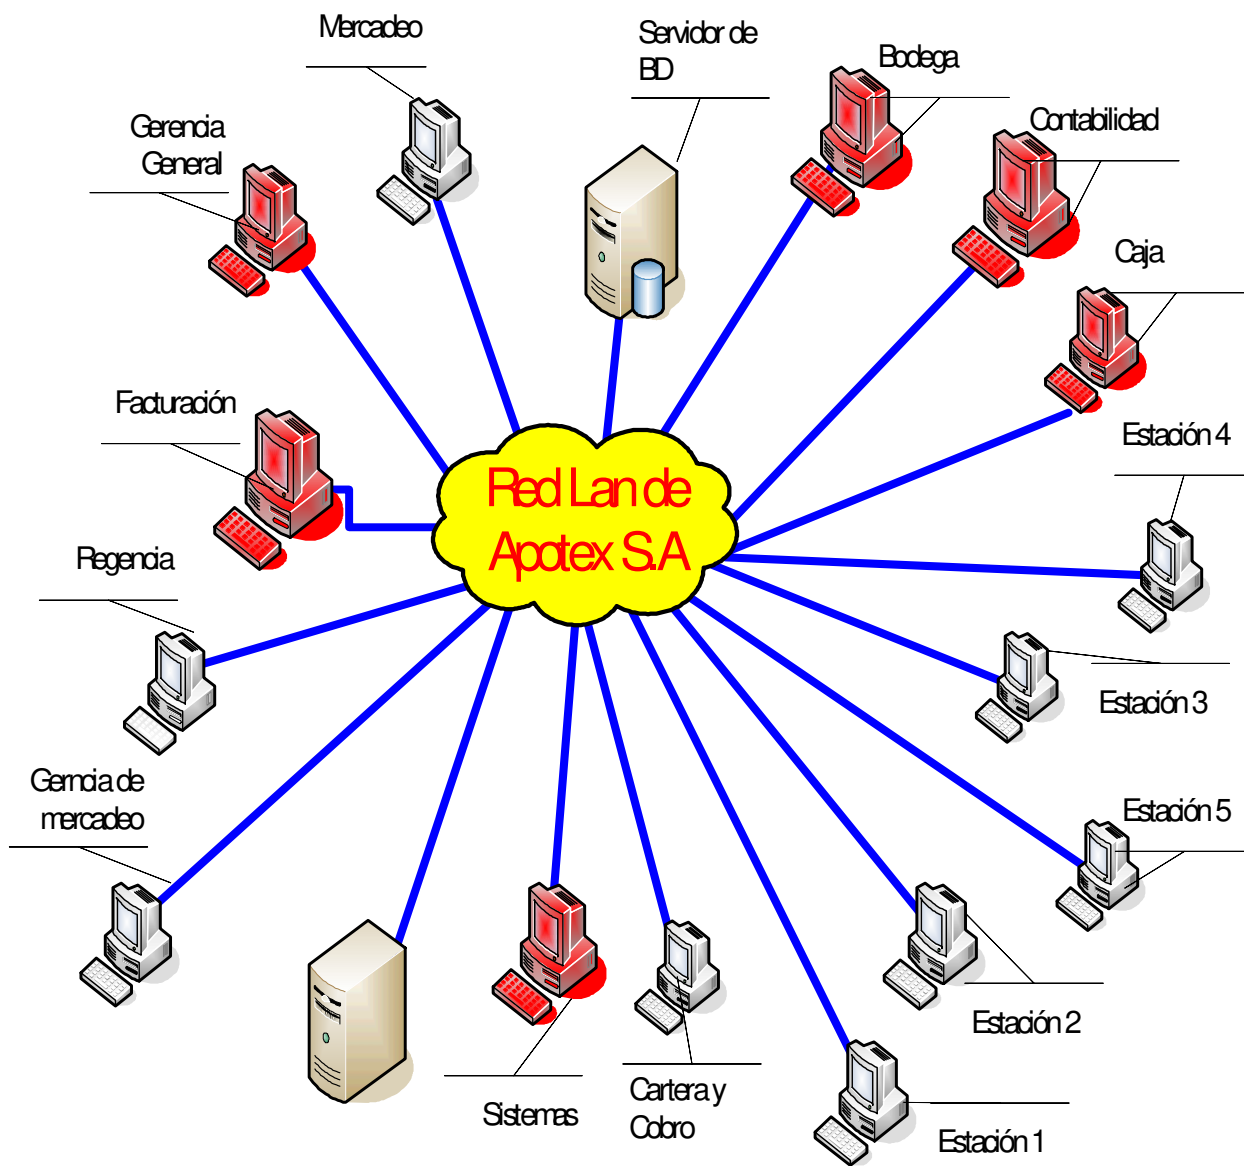 Mercadeo
Servidor de
BD
Bodega
Gerencia
General
Contabilidad
Caja
Facturación
Estación 4
Red Lan de
Apotex S.A
Regencia
Estación 3
Gerncia de
mercadeo
Estación 5
Estación 2
Sistemas
Cartera y
Cobro
Estación 1